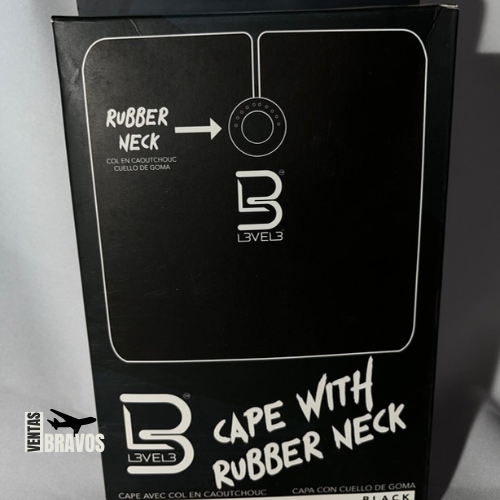 RUBBER
NECK
COL EN CAOUTCHOUC
CUELLO DE GOMA
L3VEL3
L3VEL3
CAPE WITH
RUBBER NECK
CAPE AVEC COL EN CAOUTCHOUC
CAPA CON CUELLO DE GOMA
BLACK
VENTAS
BRAVOS